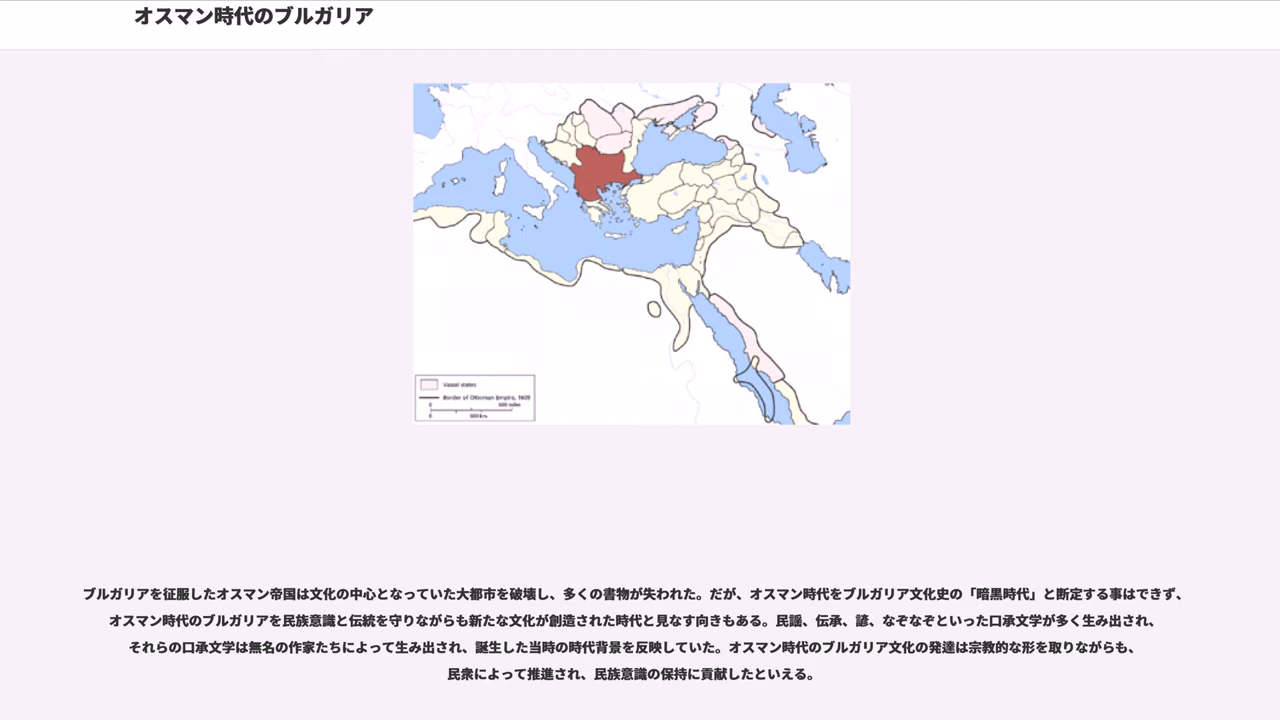 オスマン時代のブルガリア
Vassal states
Border of Ottoman Empire, 1609
0 600 miles
0 600 km
ブルガリアを征服したオスマン帝国は文化の中心となっていた大都市を破壊し、多くの書物が失われた。だが、オスマン時代をブルガリア文化史の「暗黒時代」と断定する事はできず、
オスマン時代のブルガリアを民族意識と伝統を守りながらも新たな文化が創造された時代と見なす向きもある。民謡、伝承、諺、なぞなぞといった口承文学が多く生み出され、
それらの口承文学は無名の作家たちによって生み出され、誕生した当時の時代背景を反映していた。オスマン時代のブルガリア文化の発達は宗教的な形を取りながらも、
民衆によって推進され、民族意識の保持に貢献したといえる。